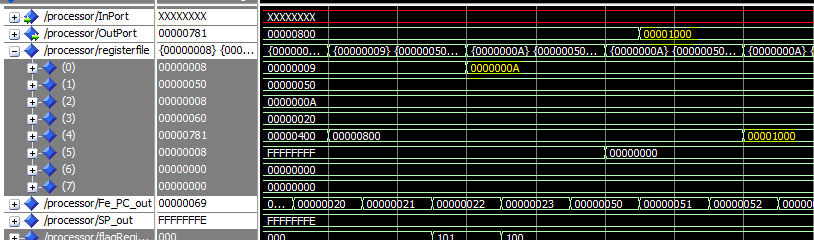 /processor/InPort XXXXXXXX XXXXXXXX
/processor/OutPort 00000781 00000800 00001000
/processor/registerfile {00000008} {000... {000000... {00000009} {00000050... {0000000A} {00000050... {0000000A} {00000050... {0000000A} {0
(0) 00000008 00000009 0000000A
(1) 00000050 00000050
(2) 00000008 0000000A
(3) 00000060 00000020
(4) 00000781 00000400 00000800 00001000
(5) 00000008 FFFFFFFF 00000000
(6) 00000000 00000000
(7) 00000000 00000000
/processor/Fe_PC_out 00000069 0... 00000020 00000021 00000022 00000023 00000050 00000051 00000052
/processor/SP_out FFFFFFFE FFFFFFFE
/processor/flagRegi... 000 000 101 100